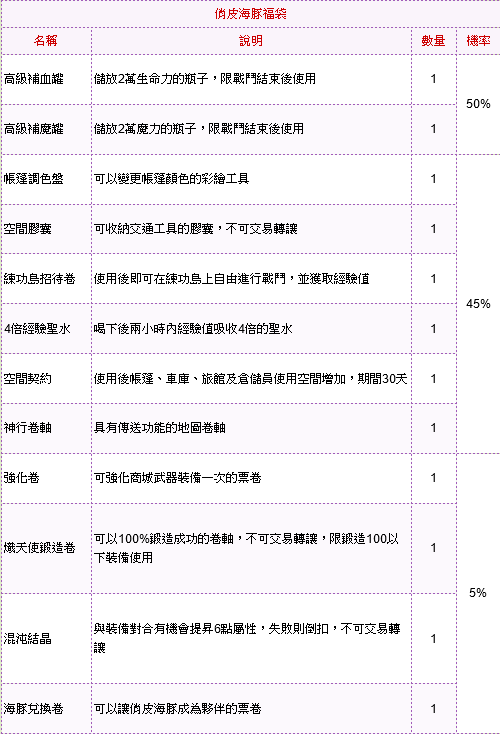 俏皮海豚福袋
名稱 說明 數量 機率
高級補血罐 儲放2萬生命力的瓶子，限戰鬥結束後使用 1
50%
高級補魔罐 儲放2萬魔力的瓶子，限戰鬥結束後使用 1
帳篷調色盤 可以變更帳篷顏色的彩繪工具 1
空間膠囊 可收納交通工具的膠囊，不可交易轉讓 1
練功島招待卷 使用後即可在練功島上自由進行戰鬥，並獲取經驗值 1
45%
4倍經驗聖水 喝下後兩小時內經驗值吸收4倍的聖水 1
空間契約 使用後帳篷、車庫、旅館及倉儲員使用空間增加，期間30天 1
神行卷軸 具有傳送功能的地圖卷軸 1
強化卷 可強化商城武器裝備一次的票卷 1
熾天使鍛造卷 可以100%鍛造成功的卷軸，不可交易轉讓，限鍛造100以
下裝備使用 1
5%
混沌結晶 與裝備對合有機會提昇6點屬性，失敗則倒扣，不可交易轉
讓 1
海豚兌換卷 可以讓俏皮海豚成為夥伴的票卷 1